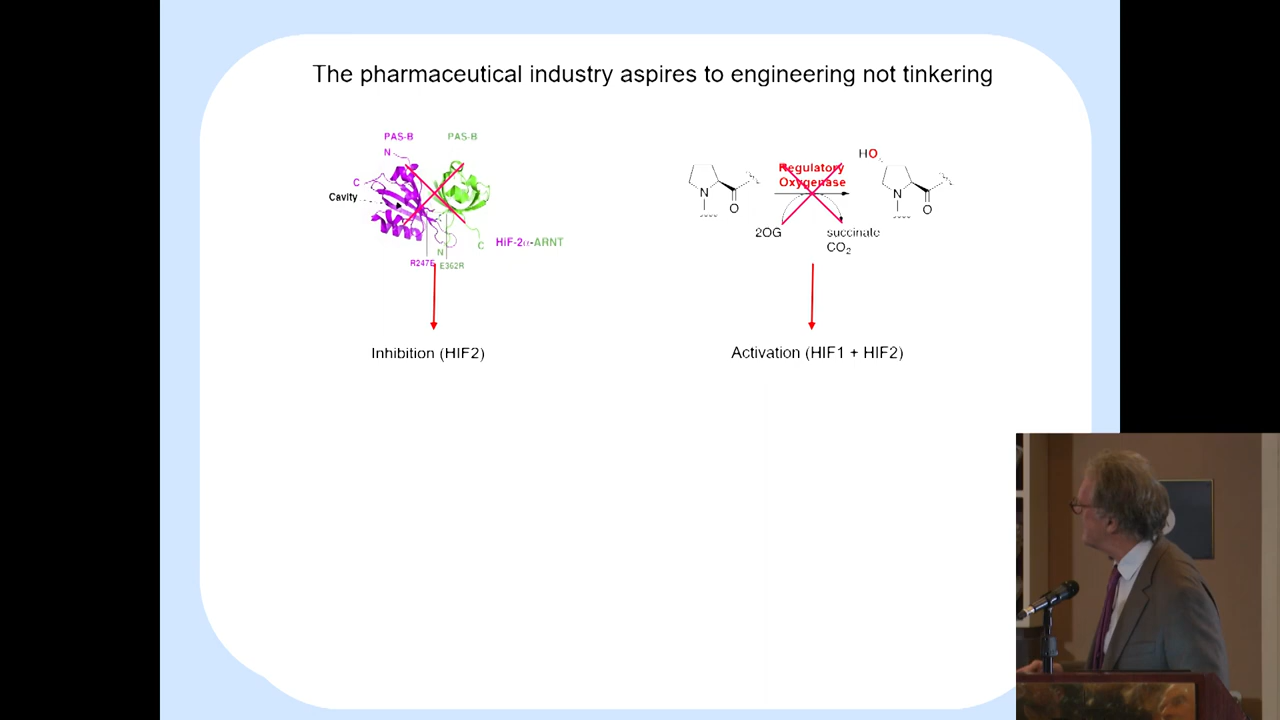 The pharmaceutical industry aspires to engineering not tinkering
PAS-B
PAS-B
N
C
Cavity
C
HiF-2α-ARNT
N
R247E
E362R
Inhibition (HIF2)
N
O
Regulatory
Oxygenase
2OG
succinate
CO2
HO
N
O
Activation (HIF1 + HIF2)